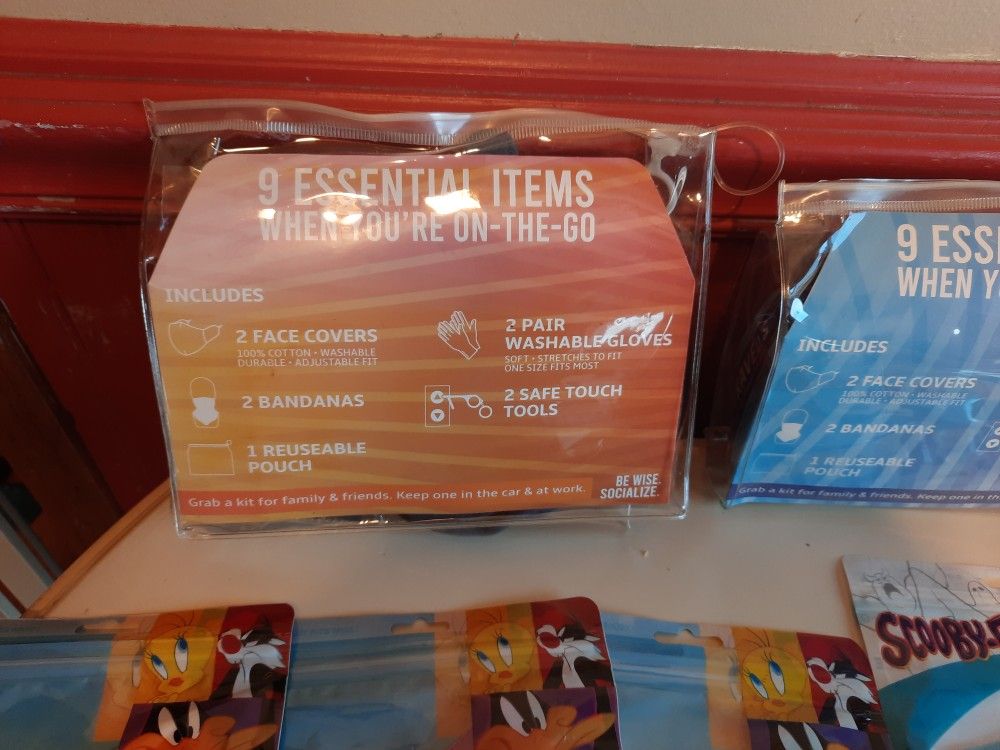 9 ESSENTIAL ITEMS
WHEN YOU'RE ON-THE-GO
INCLUDES
2 FACE COVERS
100% COTTON • WASHABLE
DURABLE • ADJUSTABLE FIT
2 BANDANAS
1 REUSEABLE
POUCH
2 PAIR
WASHABLE GLOVES
SOFT • STRETCHES TO FIT
ONE SIZE FITS MOST
2 SAFE TOUCH
TOOLS
Grab a kit for family & friends. Keep one in the car & at work.
BE WISE.
SOCIALIZE.
9
WHEN
INCLUDES
2 FACE COVERS
100% COTTON • WASHABLE
DURABLE • ADJUSTABLE FIT
2 BANDANAS
1 REUSEABLE
POUCH
Grab a kit for family & friends. Keep one in